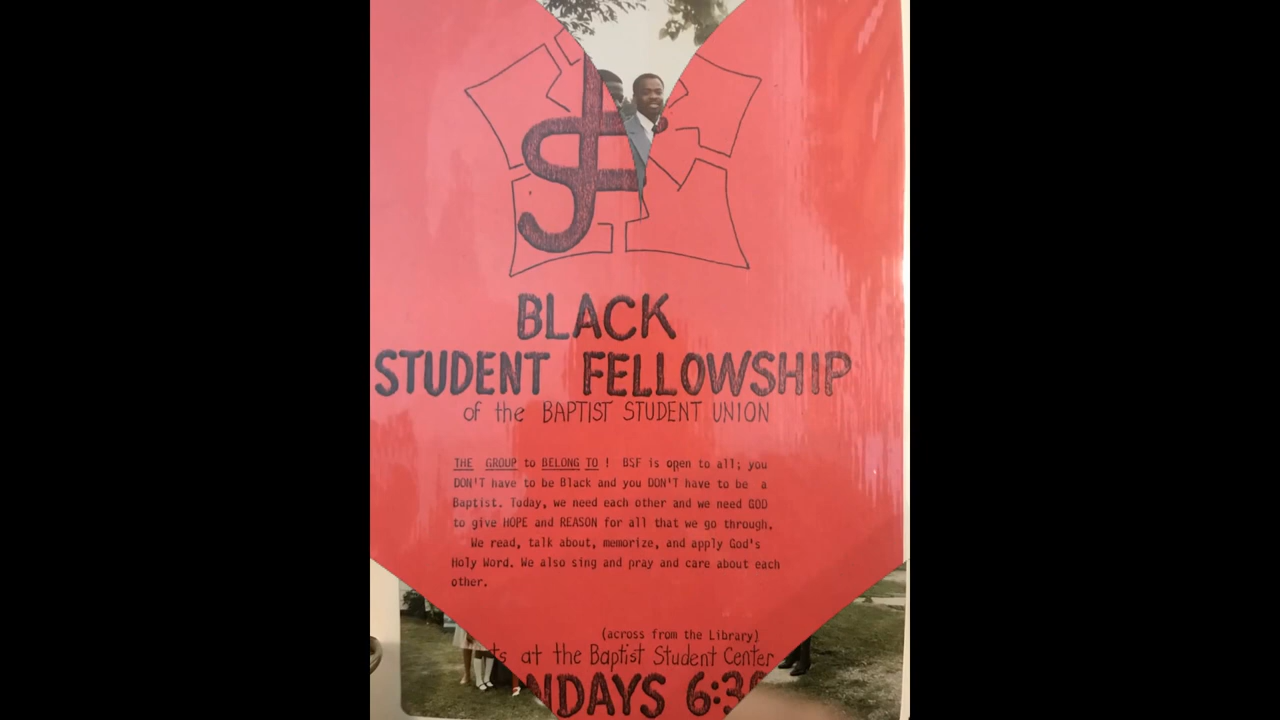 BLACK
STUDENT FELLOWSHIP
of the BAPTIST STUDENT UNION
THE GROUP to BELONG TO ! BSF is open to all; you
DON'T have to be Black and you DON'T have to be a
Baptist. Today, we need each other and we need GOD
to give HOPE and REASON for all that we go through.
We read, talk about, memorize, and apply God's
Holy Word. We also sing and pray and care about each
other.
(across from the Library)
at the Baptist Student Center